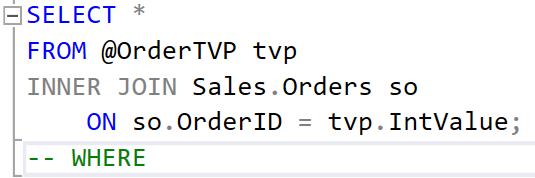 SELECT *
FROM @OrderTVP tvp
INNER JOIN Sales.Orders so
    ON so.OrderID = tvp.IntValue;
-- WHERE